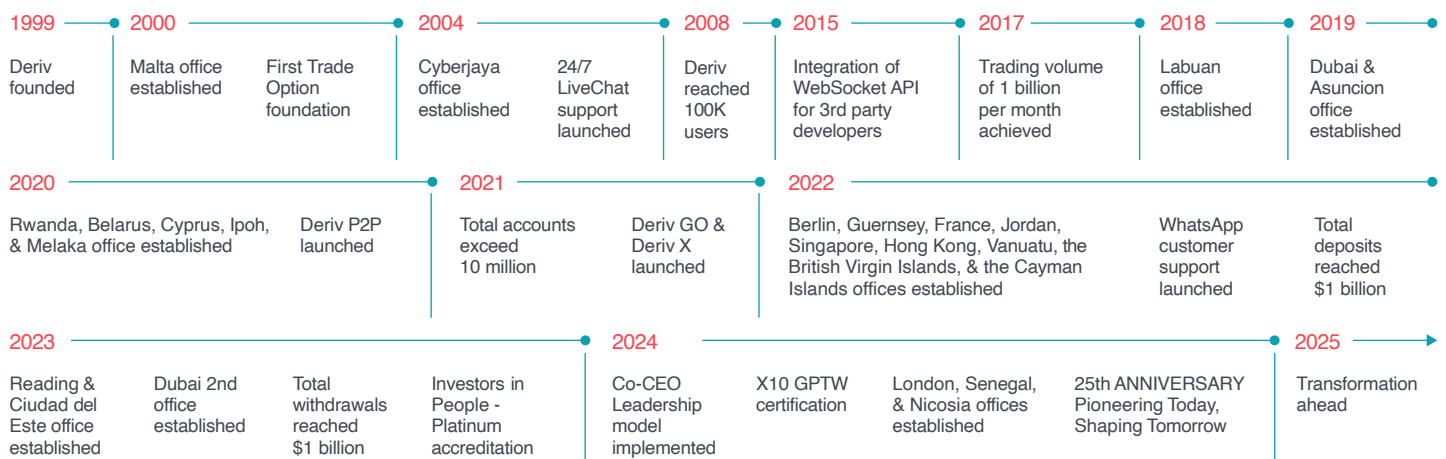 1999
Deriv
founded
2000
Malta office
established
First Trade
Option
foundation
2004
Cyberjaya
office
established
24/7
LiveChat
support
launched
2008
Deriv
reached
100K
users
2015
Integration of
WebSocket API
for 3rd party
developers
2017
Trading volume
of 1 billion
per month
achieved
2018
Labuan
office
established
2019
Dubai &
Asuncion
office
established
2020
Rwanda, Belarus, Cyprus, Ipoh,
& Melaka office established
Deriv P2P
launched
2021
Total accounts
exceed
10 million
Deriv GO &
Deriv X
launched
2022
Berlin, Guernsey, France, Jordan,
Singapore, Hong Kong, Vanuatu, the
British Virgin Islands, & the Cayman
Islands offices established
WhatsApp
customer
support
launched
Total
deposits
reached
$1 billion
2023
Reading &
Ciudad del
Este office
established
Dubai 2nd
office
established
Total
withdrawals
reached
$1 billion
Investors in
People -
Platinum
accreditation
2024
Co-CEO
Leadership
model
implemented
X10 GPTW
certification
London, Senegal,
& Nicosia offices
established
25th ANNIVERSARY
Pioneering Today,
Shaping Tomorrow
2025
Transformation
ahead